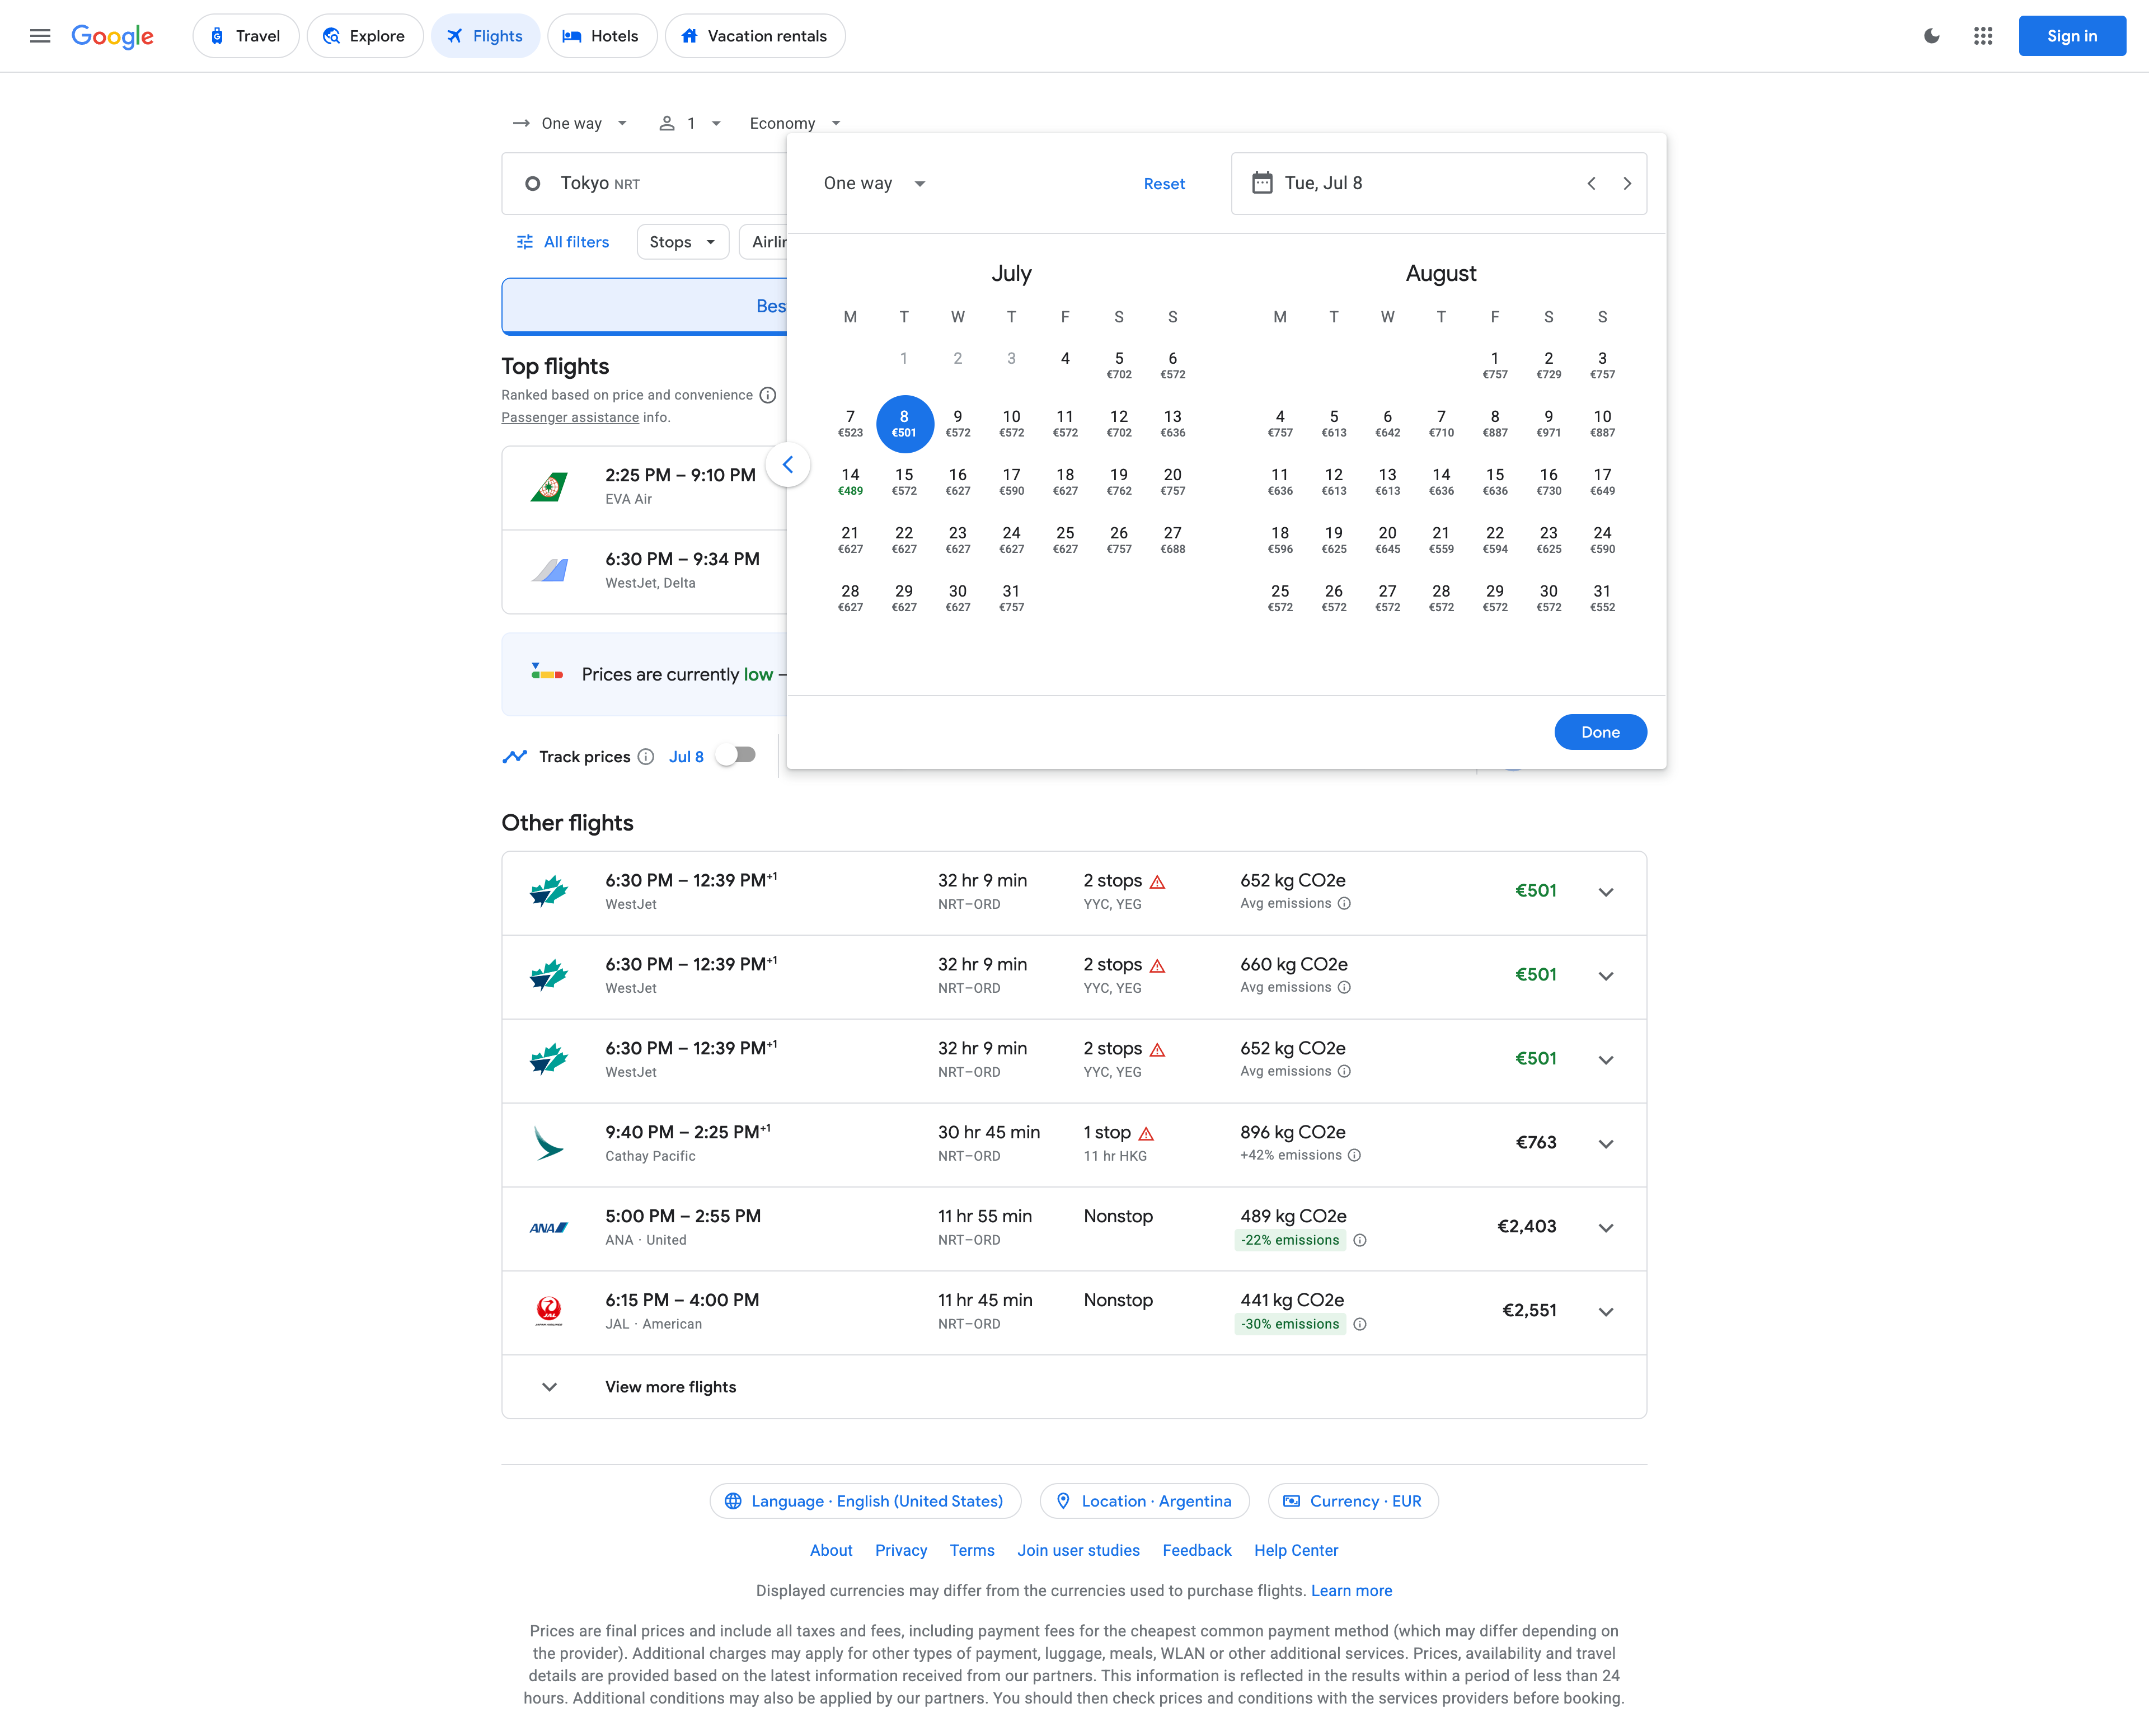 Google
Travel
Explore
Flights
Hotels
Vacation rentals
Sign in
One way
1
Economy
Tokyo NRT
All filters
Stops
Airlir
Bes
Top flights
Ranked based on price and convenience
Passenger assistance info.
2:25 PM – 9:10 PM
EVA Air
6:30 PM – 9:34 PM
WestJet, Delta
Prices are currently low –
Track prices
Jul 8
One way
Reset
Tue, Jul 8
July
M T W T F S S
1 2 3 4 5 6
€702 €572
7 8 9 10 11 12 13
€523 €501 €572 €572 €572 €702 €636
14 15 16 17 18 19 20
€489 €572 €627 €590 €627 €762 €757
21 22 23 24 25 26 27
€627 €627 €627 €627 €627 €757 €688
28 29 30 31
€627 €627 €627 €757
August
M T W T F S S
1 2 3
€757 €729 €757
4 5 6 7 8 9 10
€757 €613 €642 €710 €887 €971 €887
11 12 13 14 15 16 17
€636 €613 €613 €636 €636 €730 €649
18 19 20 21 22 23 24
€596 €625 €645 €559 €594 €625 €590
25 26 27 28 29 30 31
€572 €572 €572 €572 €572 €572 €552
Done
Other flights
6:30 PM – 12:39 PM+1 32 hr 9 min 2 stops 652 kg CO2e €501
WestJet NRT–ORD YYC, YEG Avg emissions
6:30 PM – 12:39 PM+1 32 hr 9 min 2 stops 660 kg CO2e €501
WestJet NRT–ORD YYC, YEG Avg emissions
6:30 PM – 12:39 PM+1 32 hr 9 min 2 stops 652 kg CO2e €501
WestJet NRT–ORD YYC, YEG Avg emissions
9:40 PM – 2:25 PM+1 30 hr 45 min 1 stop 896 kg CO2e €763
Cathay Pacific NRT–ORD 11 hr HKG +42% emissions
ANA 5:00 PM – 2:55 PM 11 hr 55 min Nonstop 489 kg CO2e €2,403
ANA · United NRT–ORD -22% emissions
JAL 6:15 PM – 4:00 PM 11 hr 45 min Nonstop 441 kg CO2e €2,551
JAL · American NRT–ORD -30% emissions
View more flights
Language · English (United States)
Location · Argentina
Currency · EUR
About Privacy Terms Join user studies Feedback Help Center
Displayed currencies may differ from the currencies used to purchase flights. Learn more
Prices are final prices and include all taxes and fees, including payment fees for the cheapest common payment method (which may differ depending on
the provider). Additional charges may apply for other types of payment, luggage, meals, WLAN or other additional services. Prices, availability and travel
details are provided based on the latest information received from our partners. This information is reflected in the results within a period of less than 24
hours. Additional conditions may also be applied by our partners. You should then check prices and conditions with the services providers before booking.